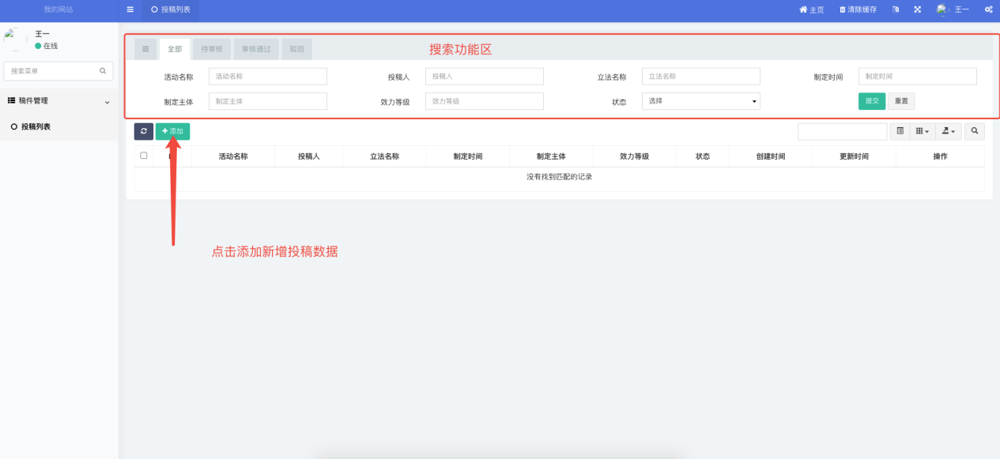 我的网站
投稿列表
主页
清除缓存
王一
王一
在线
搜索菜单
稿件管理
投稿列表
全部
待审核
审核通过
驳回
搜索功能区
活动名称
活动名称
投稿人
投稿人
立法名称
立法名称
制定时间
制定时间
制定主体
制定主体
效力等级
效力等级
状态
选择
提交
重置
添加
活动名称
投稿人
立法名称
制定时间
制定主体
效力等级
状态
创建时间
更新时间
操作
没有找到匹配的记录
点击添加新增投稿数据